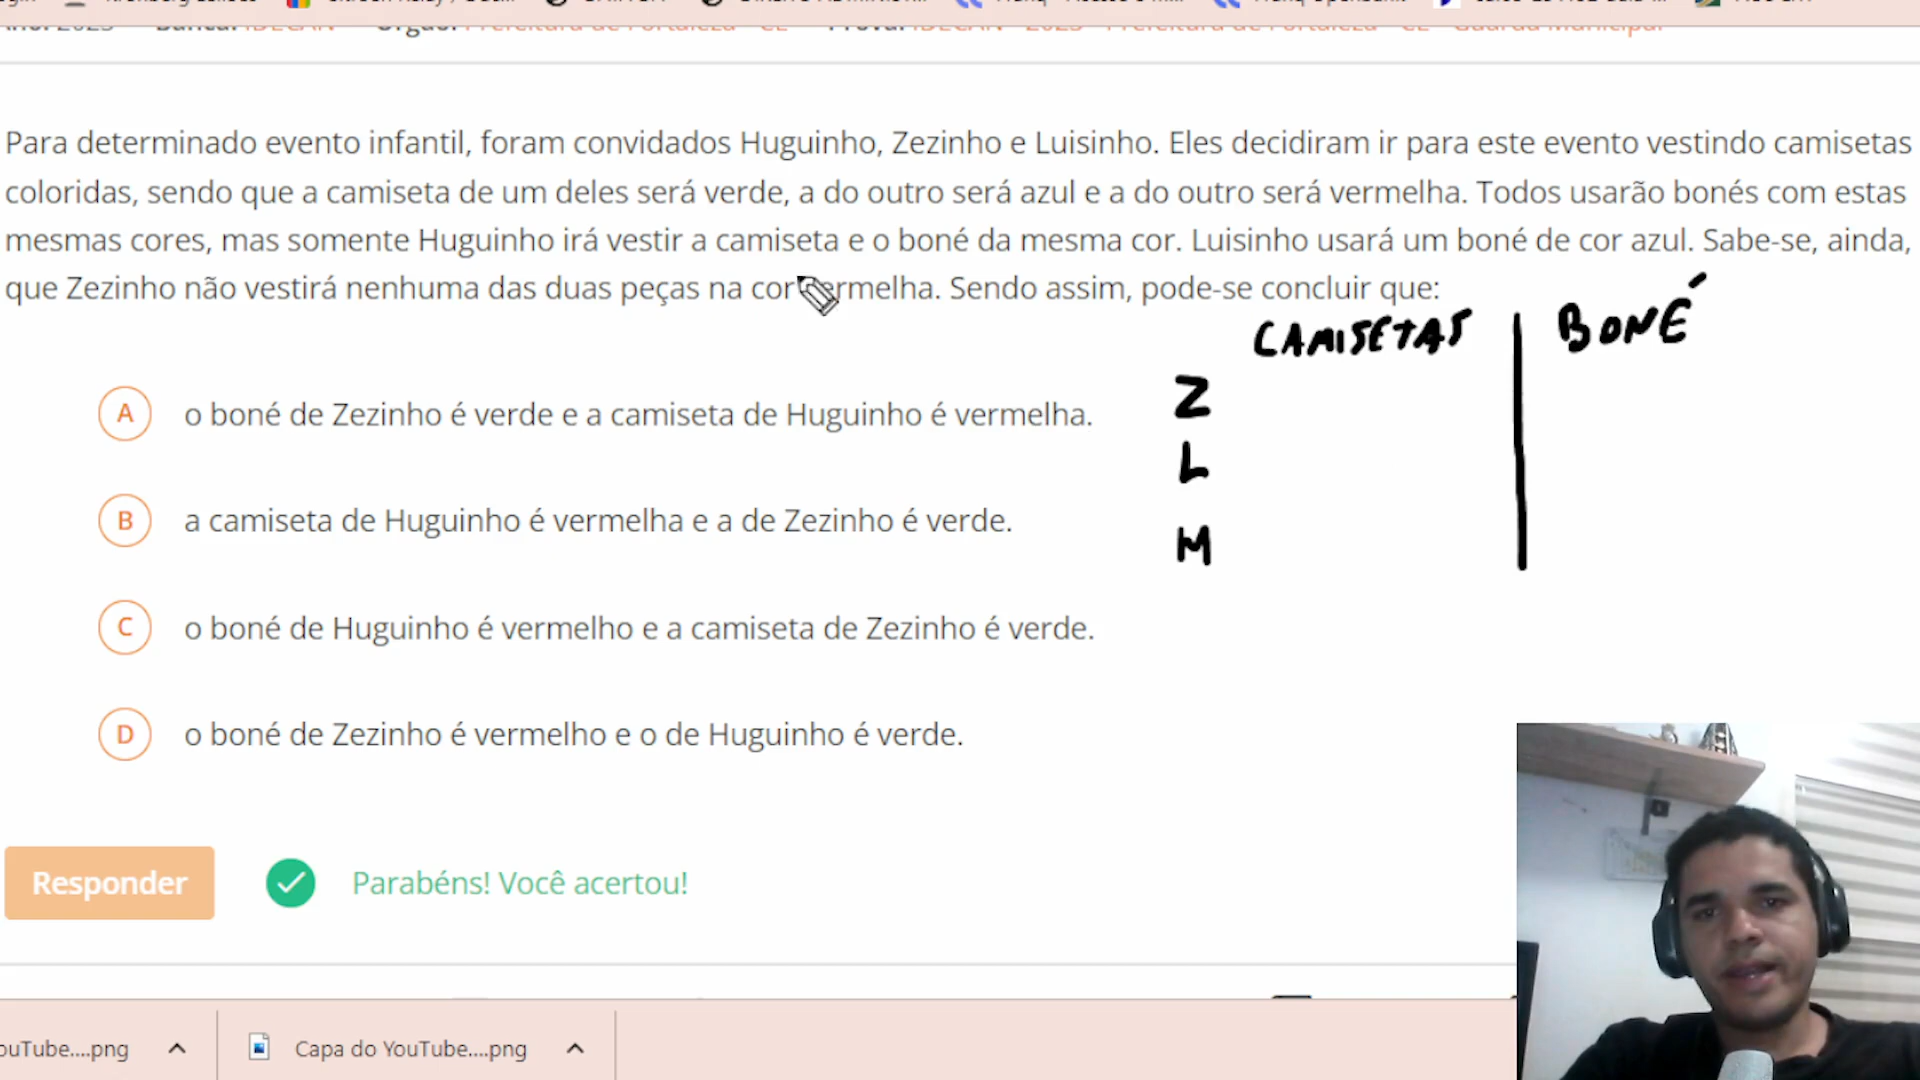 Para determinado evento infantil, foram convidados Huguinho, Zezinho e Luisinho. Eles decidiram ir para este evento vestindo camisetas
coloridas, sendo que a camiseta de um deles será verde, a do outro será azul e a do outro será vermelha. Todos usarão bonés com estas
mesmas cores, mas somente Huguinho irá vestir a camiseta e o boné da mesma cor. Luisinho usará um boné de cor azul. Sabe-se, ainda,
que Zezinho não vestirá nenhuma das duas peças na cor vermelha. Sendo assim, pode-se concluir que:
CAMISETAS BONÉ
Z
A o boné de Zezinho é verde e a camiseta de Huguinho é vermelha.
L
B a camiseta de Huguinho é vermelha e a de Zezinho é verde.
M
C o boné de Huguinho é vermelho e a camiseta de Zezinho é verde.
D o boné de Zezinho é vermelho e o de Huguinho é verde.
Responder Parabéns! Você acertou!
ouTube....png Capa do YouTube....png